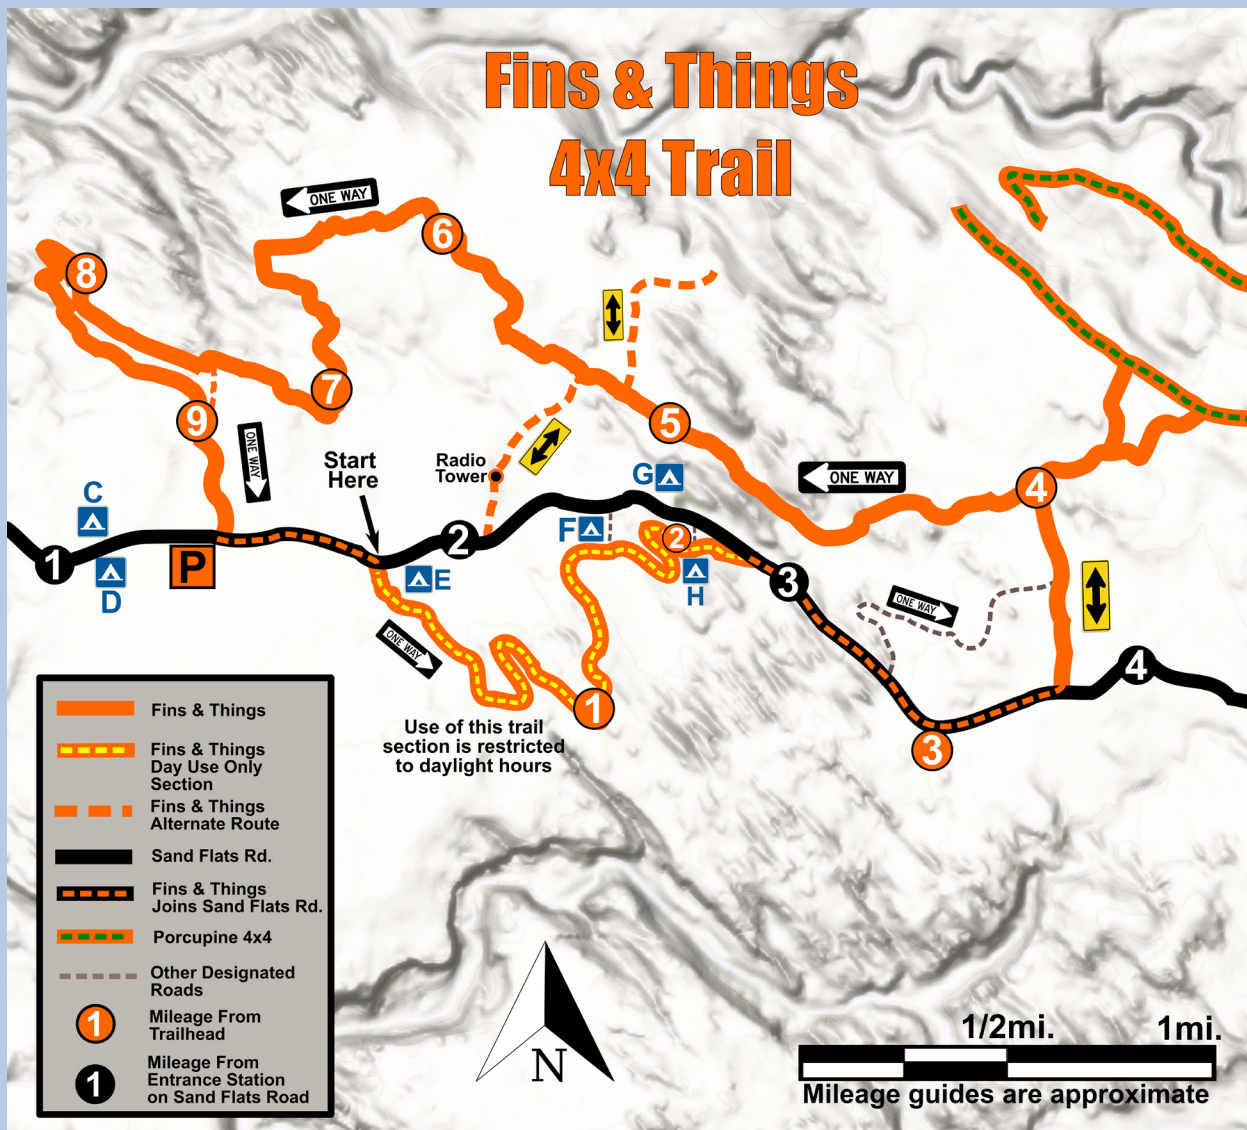 Fins & Things
4x4 Trail
ONE WAY
6
8
7
5
9
ONE WAY
Start
Here
Radio
Tower
G
ONE WAY
4
C
F
2
2
1
P
D
E
H
3
ONE WAY
ONE WAY
4
1
3
Use of this trail
section is restricted
to daylight hours
Fins & Things
Fins & Things
Day Use Only
Section
Fins & Things
Alternate Route
Sand Flats Rd.
Fins & Things
Joins Sand Flats Rd.
Porcupine 4x4
Other Designated
Roads
1
Mileage From
Trailhead
1
Mileage From
Entrance Station
on Sand Flats Road
N
1/2mi.
1mi.
Mileage guides are approximate